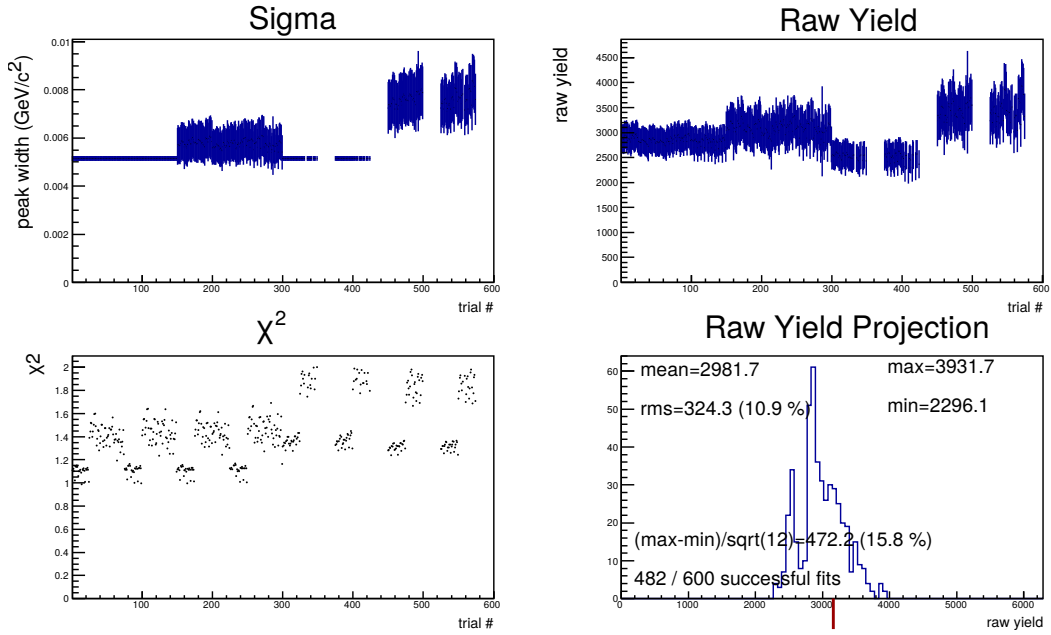 Sigma
peak width (GeV/c²)
0.01
0.008
0.006
0.004
0.002
0
100 200 300 400 500 600
trial #
Raw Yield
raw yield
4500
4000
3500
3000
2500
2000
1500
1000
500
0
100 200 300 400 500 600
trial #
χ²
χ²
2
1.8
1.6
1.4
1.2
1
0.8
0.6
0.4
0.2
0
100 200 300 400 500 600
trial #
Raw Yield Projection
60
50
40
30
20
10
0
mean=2981.7
max=3931.7
rms=324.3 (10.9 %)
min=2296.1
(max-min)/sqrt(12)=472.2 (15.8 %)
482 / 600 successful fits
0 1000 2000 3000 4000 5000 6000
raw yield